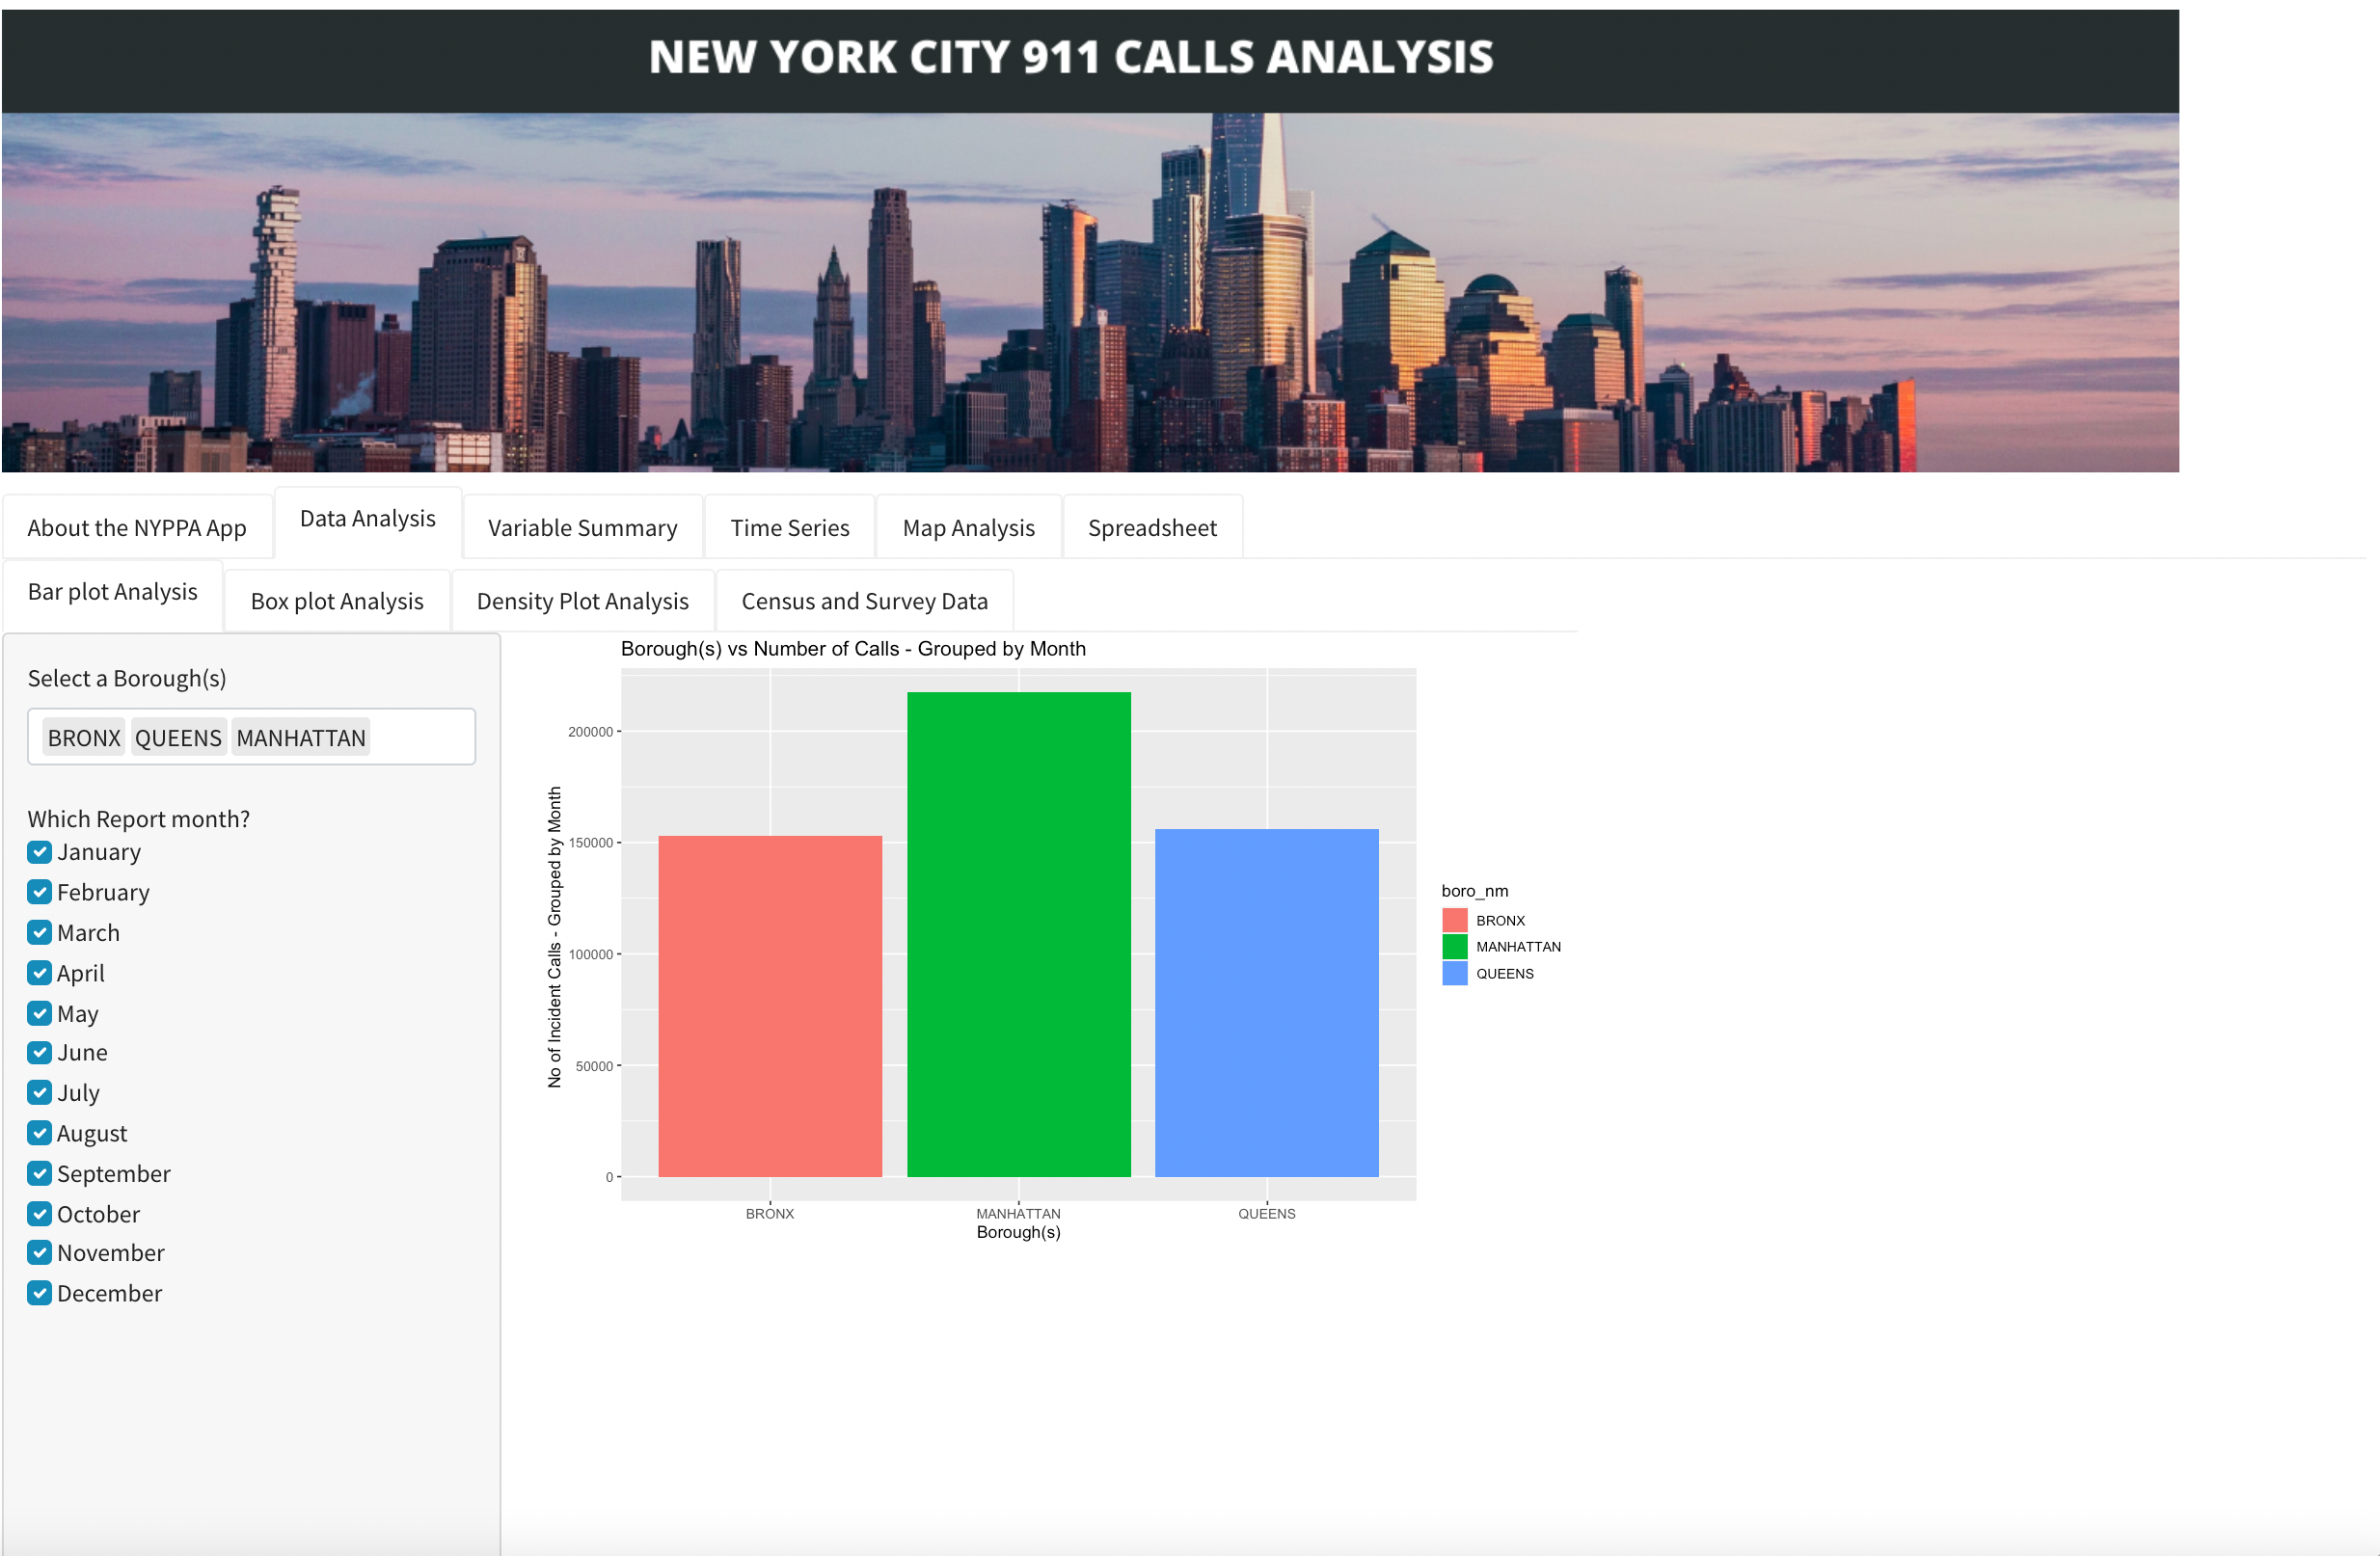 NEW YORK CITY 911 CALLS ANALYSIS
About the NYPPA App
Data Analysis
Variable Summary
Time Series
Map Analysis
Spreadsheet
Bar plot Analysis
Box plot Analysis
Density Plot Analysis
Census and Survey Data
Select a Borough(s)
BRONX QUEENS MANHATTAN
Which Report month?
January
February
March
April
May
June
July
August
September
October
November
December
Borough(s) vs Number of Calls - Grouped by Month
No of Incident Calls - Grouped by Month
200000
150000
100000
50000
0
BRONX
MANHATTAN
QUEENS
Borough(s)
boro_nm
BRONX
MANHATTAN
QUEENS